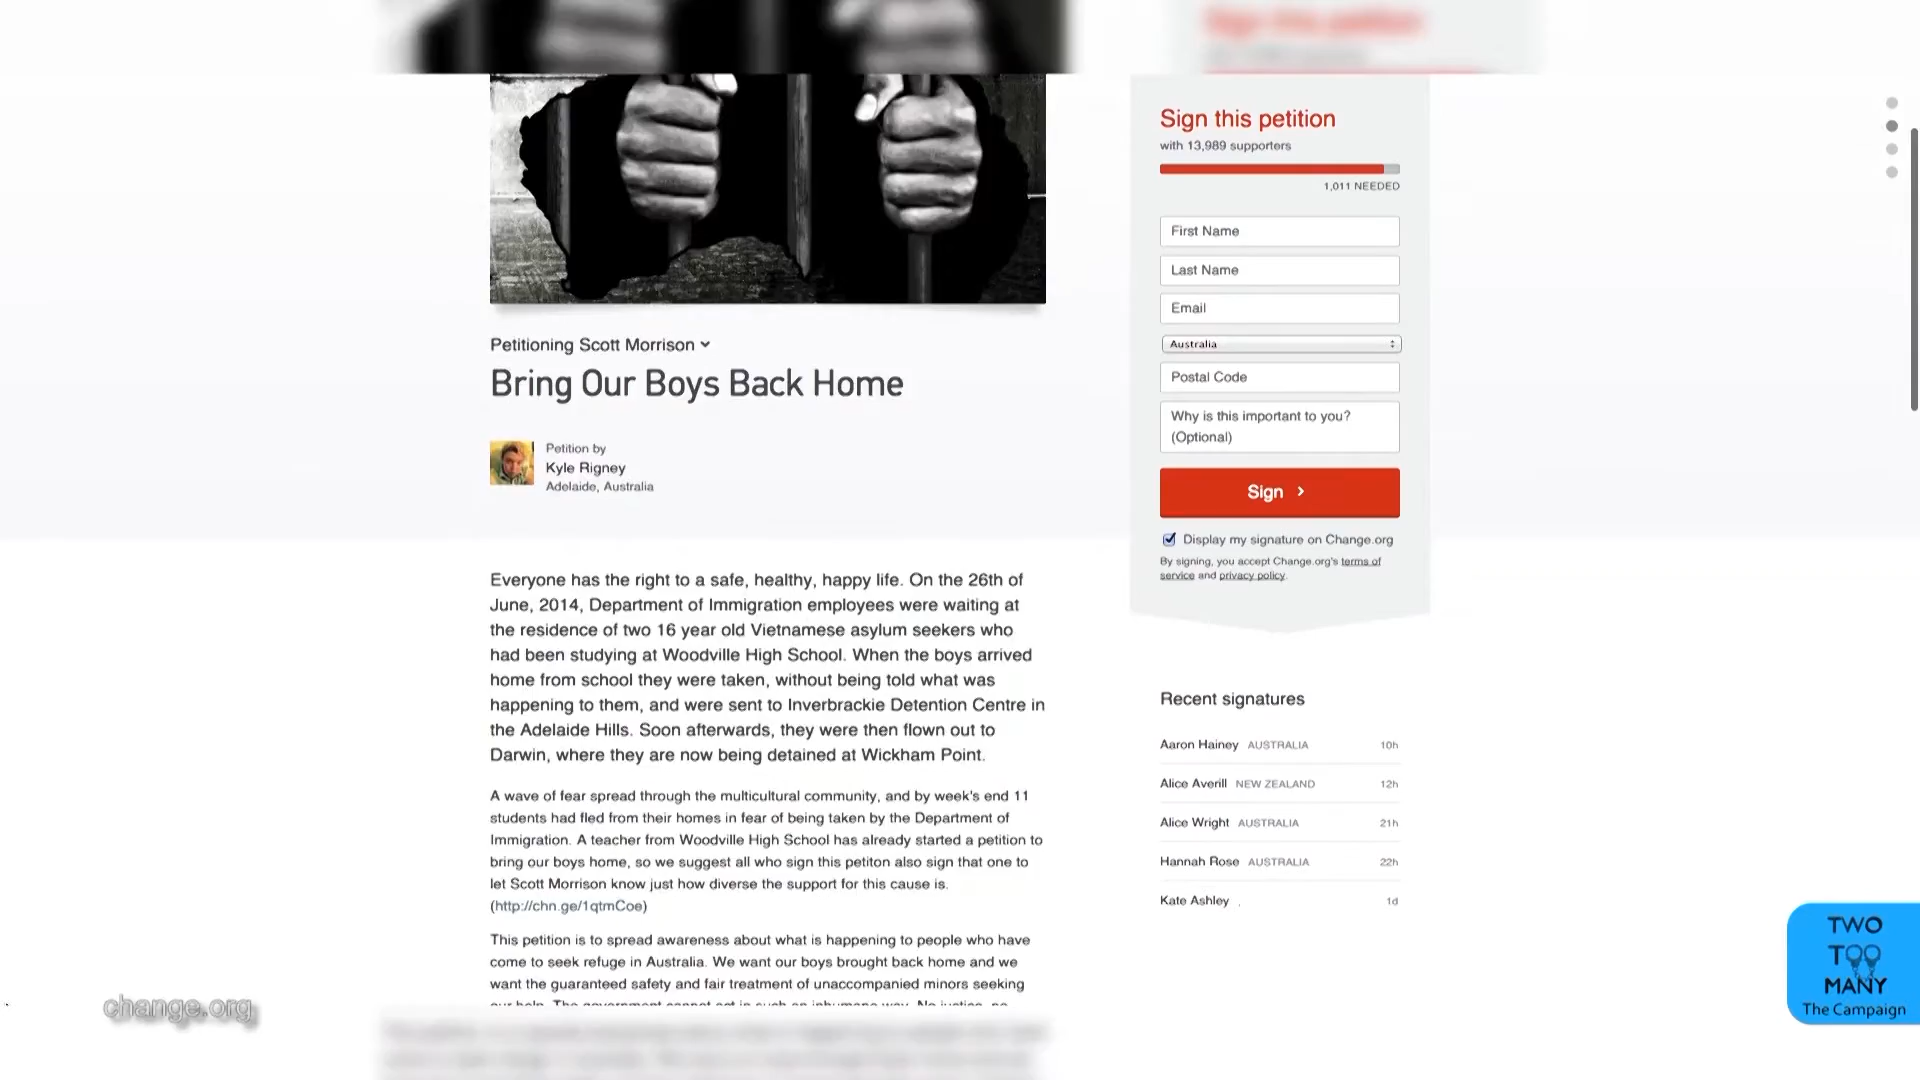 Sign this petition
with 13,989 supporters
1,011 NEEDED
First Name
Last Name
Email
Australia
Postal Code
Why is this important to you?
(Optional)
Sign
Display my signature on Change.org
By signing, you accept Change.org's terms of
service and privacy policy.
Petitioning Scott Morrison
Bring Our Boys Back Home
Petition by
Kyle Rigney
Adelaide, Australia
Everyone has the right to a safe, healthy, happy life. On the 26th of
June, 2014, Department of Immigration employees were waiting at
the residence of two 16 year old Vietnamese asylum seekers who
had been studying at Woodville High School. When the boys arrived
home from school they were taken, without being told what was
happening to them, and were sent to Inverbrackie Detention Centre in
the Adelaide Hills. Soon afterwards, they were then flown out to
Darwin, where they are now being detained at Wickham Point.
A wave of fear spread through the multicultural community, and by week's end 11
students had fled from their homes in fear of being taken by the Department of
Immigration. A teacher from Woodville High School has already started a petition to
bring our boys home, so we suggest all who sign this petiton also sign that one to
let Scott Morrison know just how diverse the support for this cause is.
(http://chn.ge/1qtmCoe)
This petition is to spread awareness about what is happening to people who have
come to seek refuge in Australia. We want our boys brought back home and we
want the guaranteed safety and fair treatment of unaccompanied minors seeking
Recent signatures
Aaron Hainey AUSTRALIA 10h
Alice Averill NEW ZEALAND 12h
Alice Wright AUSTRALIA 21h
Hannah Rose AUSTRALIA 22h
Kate Ashley 1d
change.org
TWO
TOO
MANY
The Campaign